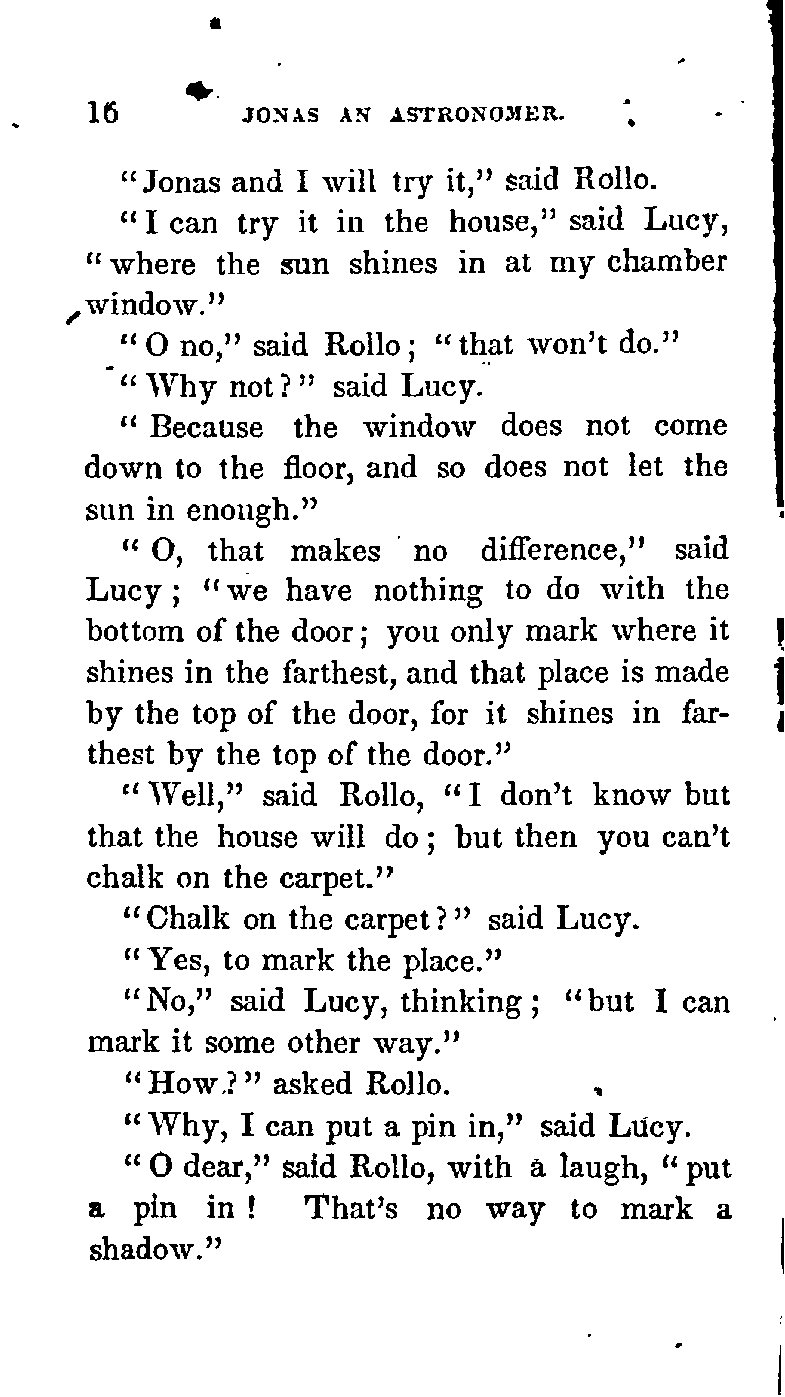 16 JONAS AN ASTRONOMER.
"Jonas and I will try it," said Rollo.
"I can try it in the house," said Lucy,
"where the sun shines in at my chamber
window."
"O no," said Rollo; "that won't do."
"Why not?" said Lucy.
"Because the window does not come
down to the floor, and so does not let the
sun in enough."
"O, that makes no difference," said
Lucy; "we have nothing to do with the
bottom of the door; you only mark where it
shines in the farthest, and that place is made
by the top of the door, for it shines in far-
thest by the top of the door."
"Well," said Rollo, "I don't know but
that the house will do; but then you can't
chalk on the carpet."
"Chalk on the carpet?" said Lucy.
"Yes, to mark the place."
"No," said Lucy, thinking; "but I can
mark it some other way."
"How?" asked Rollo.
"Why, I can put a pin in," said Lucy.
"O dear," said Rollo, with a laugh, "put
a pin in! That's no way to mark a
shadow."